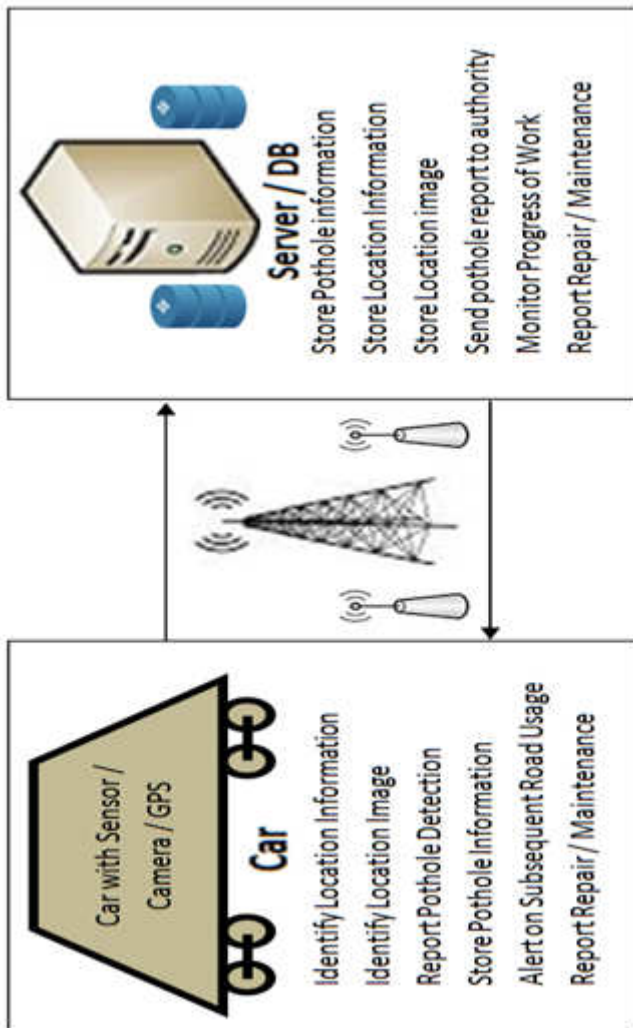 Car with Sensor /
Camera / GPS
Car
Identify Location Information
Identify Location Image
Report Pothole Detection
Store Pothole Information
Alert on Subsequent Road Usage
Report Repair / Maintenance
Server / DB
Store Pothole information
Store Location Information
Store Location image
Send pothole report to authority
Monitor Progress of Work
Report Repair / Maintenance